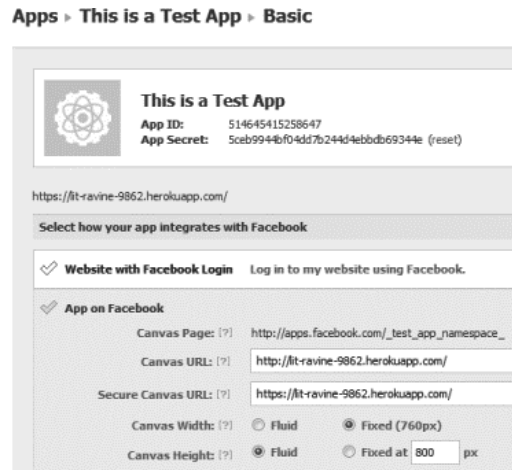 Apps ▸ This is a Test App ▸ Basic
This is a Test App
App ID: 514645415258647
App Secret: 5ceb9944bf04dd7b244d4ebbdb69344e (reset)
https://lit-ravine-9862.herokuapp.com/
Select how your app integrates with Facebook
Website with Facebook Login Log in to my website using Facebook.
App on Facebook
Canvas Page: [?] http://apps.facebook.com/_test_app_namespace_
Canvas URL: [?] http://lit-ravine-9862.herokuapp.com/
Secure Canvas URL: [?] https://lit-ravine-9862.herokuapp.com/
Canvas Width: [?] Fluid Fixed (760px)
Canvas Height: [?] Fluid Fixed at 800 px